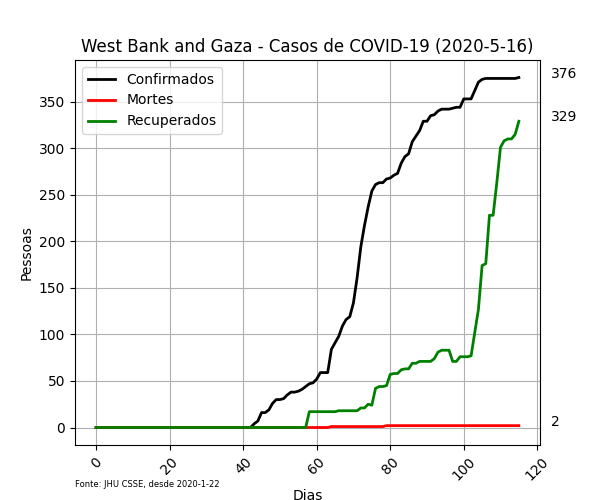 West Bank and Gaza - Casos de COVID-19 (2020-5-16)
Confirmados
Mortes
Recuperados
376
329
2
Pessoas
350
300
250
200
150
100
50
0
0
20
40
60
80
100
120
Fonte: JHU CSSE, desde 2020-1-22
Dias